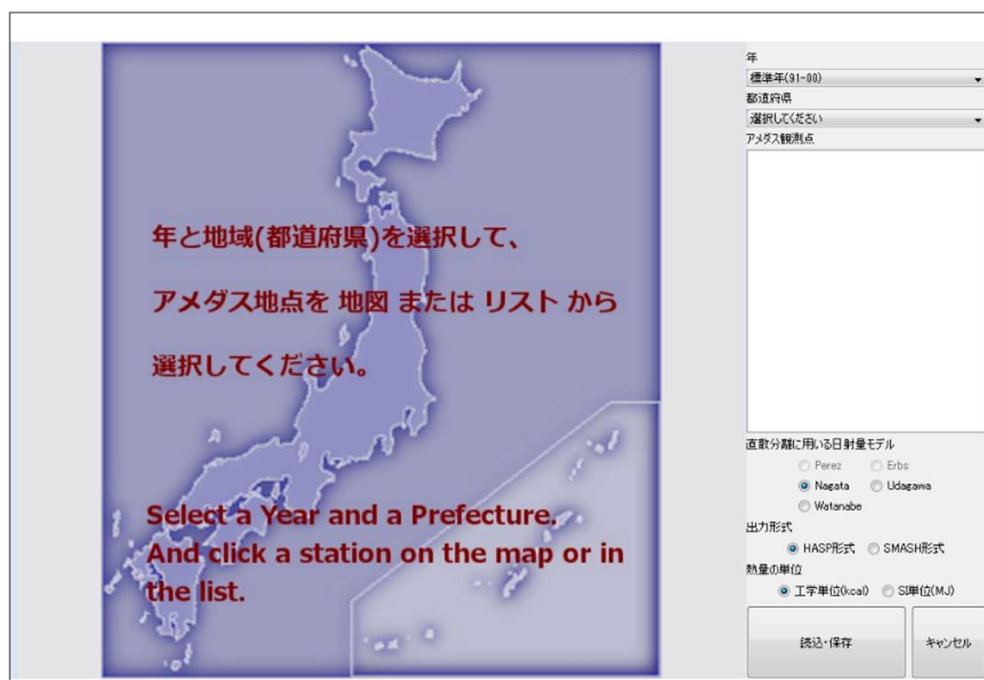 年と地域(都道府県)を選択して、
アメダス地点を 地図 または リスト から
選択してください。
Select a Year and a Prefecture.
And click a station on the map or in
the list.
年
標準年(91-00)
都道府県
選択してください
アメダス観測点
直散分離に用いる日射量モデル
Perez Erbs
Nagata Udagawa
Watanabe
出力形式
HASP形式 SMASH形式
熱量の単位
工学単位(kcal) SI単位(MJ)
読込・保存 キャンセル